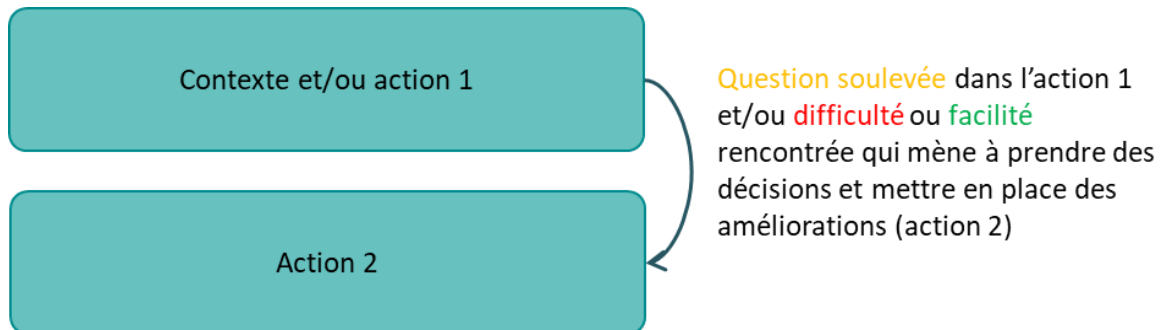 Contexte et/ou action 1
Question soulevée dans l’action 1
et/ou difficulté ou facilité
rencontrée qui mène à prendre des
décisions et mettre en place des
améliorations (action 2)
Action 2